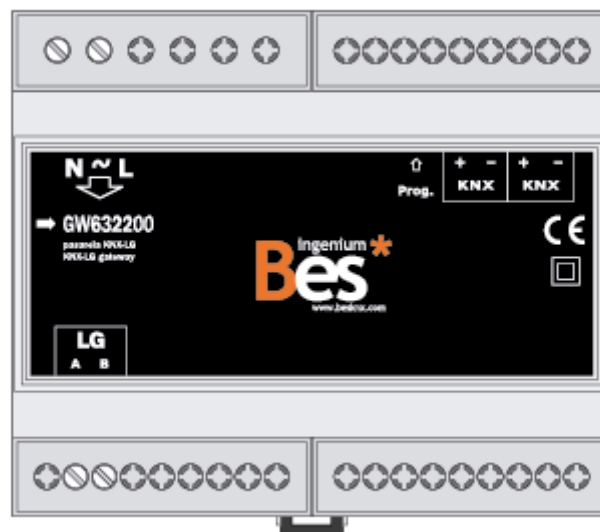 N ~ L
Prog.
+ - + -
KNX KNX
GW632200
pasarela KNX-LG
KNX-LG gateway
CE
ingenium
Bes*
www.besknx.com
LG
A B